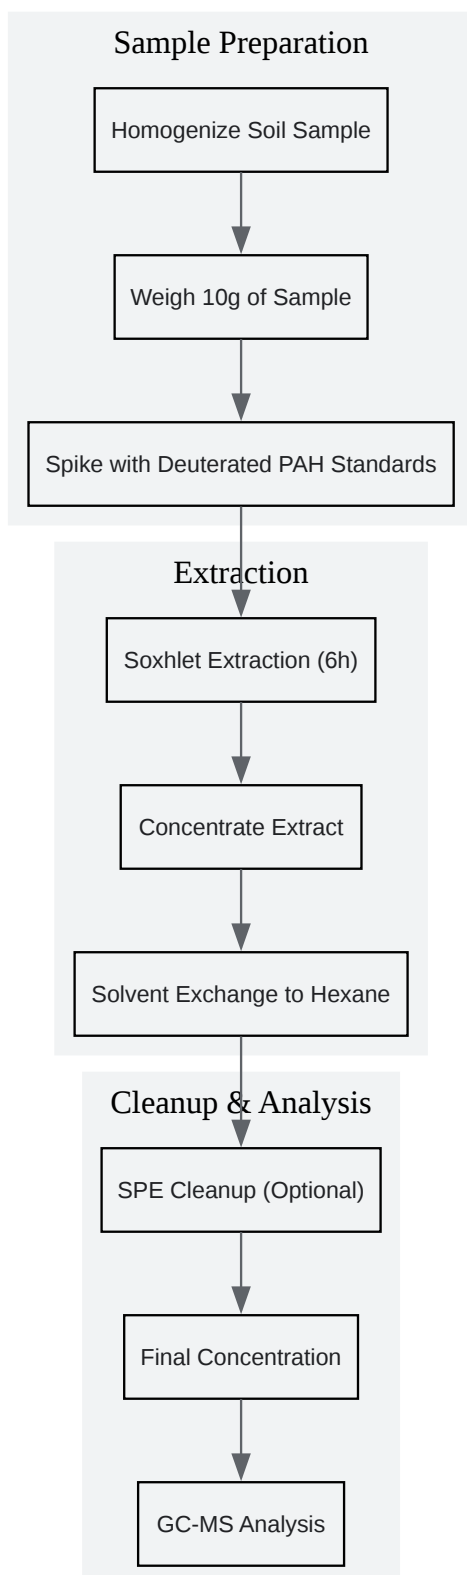 Sample Preparation
Homogenize Soil Sample
Weigh 10g of Sample
Spike with Deuterated PAH Standards
Extraction
Soxhlet Extraction (6h)
Concentrate Extract
Solvent Exchange to Hexane
Cleanup & Analysis
SPE Cleanup (Optional)
Final Concentration
GC-MS Analysis